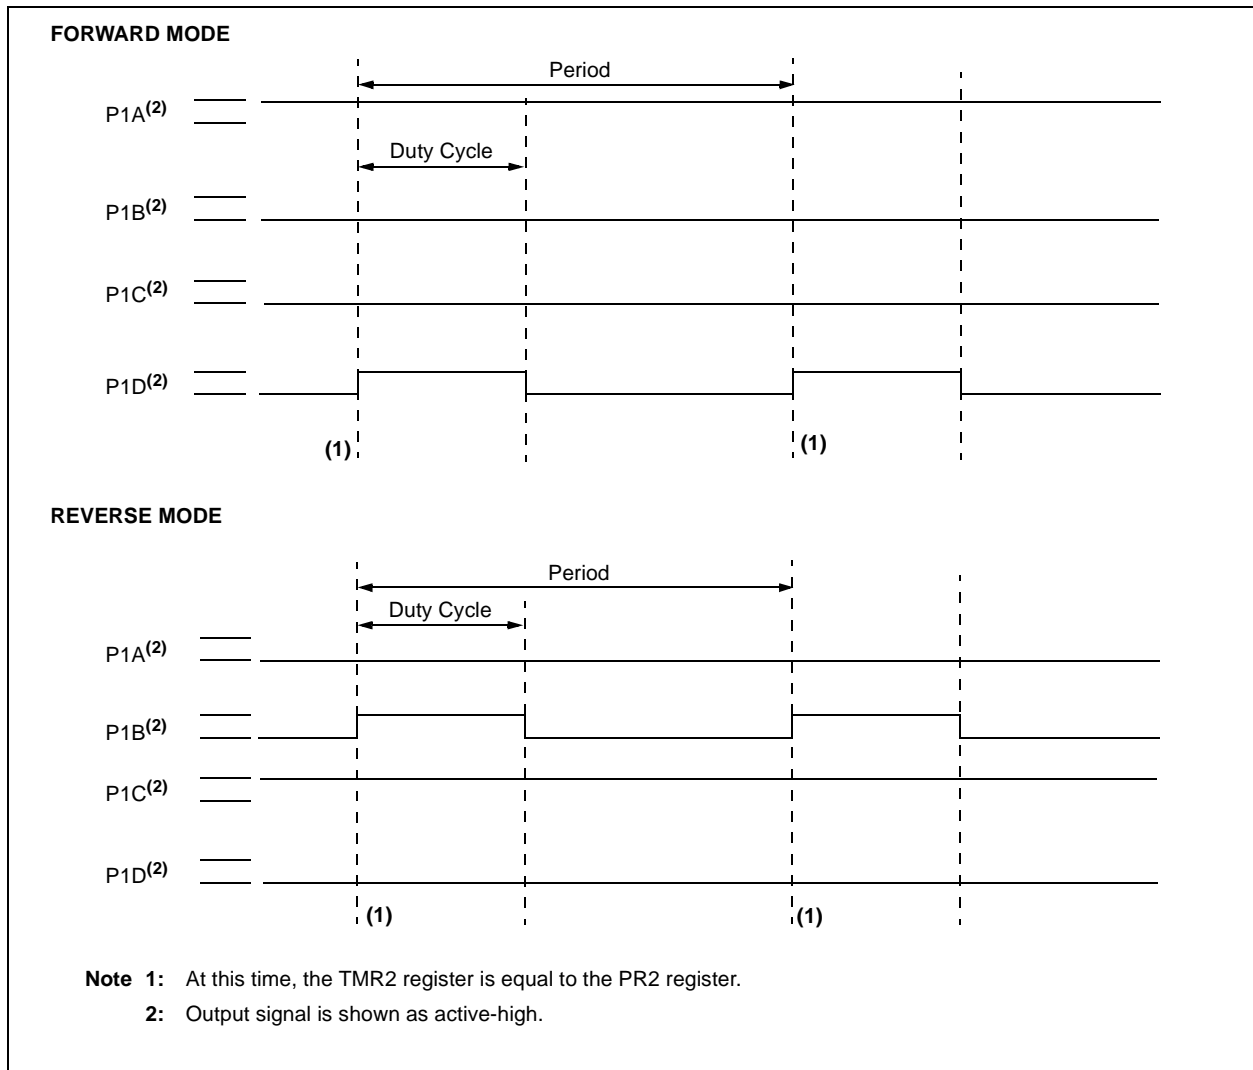 FORWARD MODE
Period
P1A(2)
Duty Cycle
P1B(2)
P1C(2)
P1D(2)
(1) (1)
REVERSE MODE
Period
Duty Cycle
P1A(2)
P1B(2)
P1C(2)
P1D(2)
(1) (1)
Note 1: At this time, the TMR2 register is equal to the PR2 register.
2: Output signal is shown as active-high.